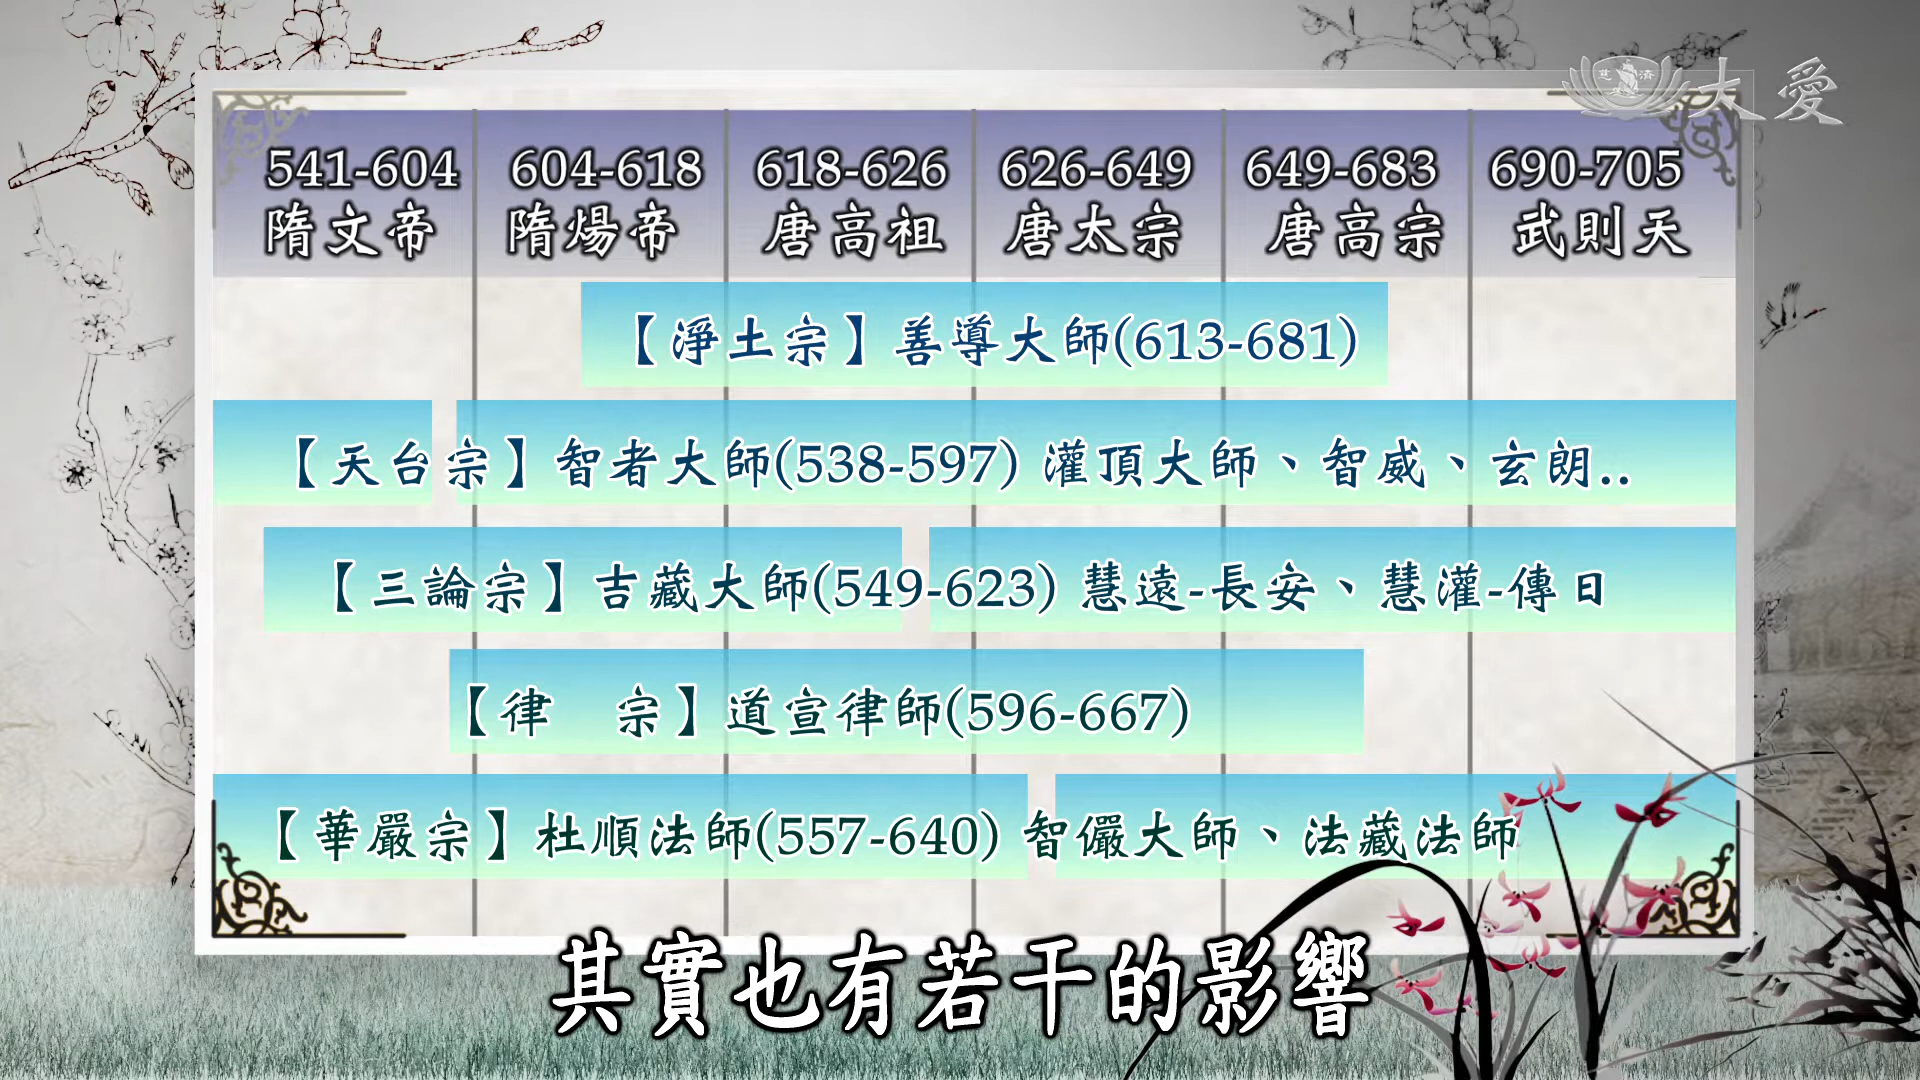 慈濟 大愛
541-604 604-618 618-626 626-649 649-683 690-705
隋文帝 隋煬帝 唐高祖 唐太宗 唐高宗 武則天
【淨土宗】善導大師(613-681)
【天台宗】智者大師(538-597) 灌頂大師、智威、玄朗..
【三論宗】吉藏大師(549-623) 慧遠-長安、慧灌-傳日
【律 宗】道宣律師(596-667)
【華嚴宗】杜順法師(557-640) 智儼大師、法藏法師
其實也有若干的影響